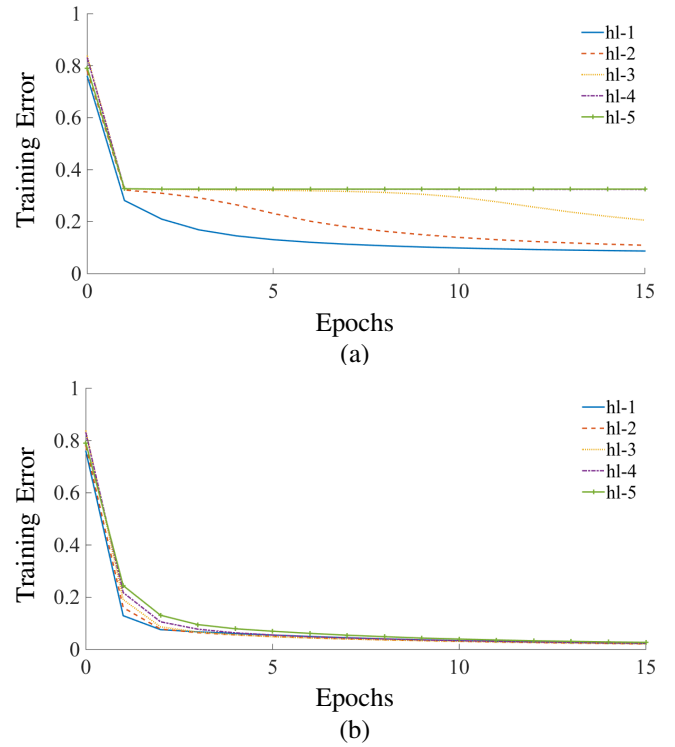 1
0.8
0.6
0.4
0.2
0
Training Error
hl-1
hl-2
hl-3
hl-4
hl-5
0 5 10 15
Epochs
(a)
1
0.8
0.6
0.4
0.2
0
Training Error
hl-1
hl-2
hl-3
hl-4
hl-5
0 5 10 15
Epochs
(b)